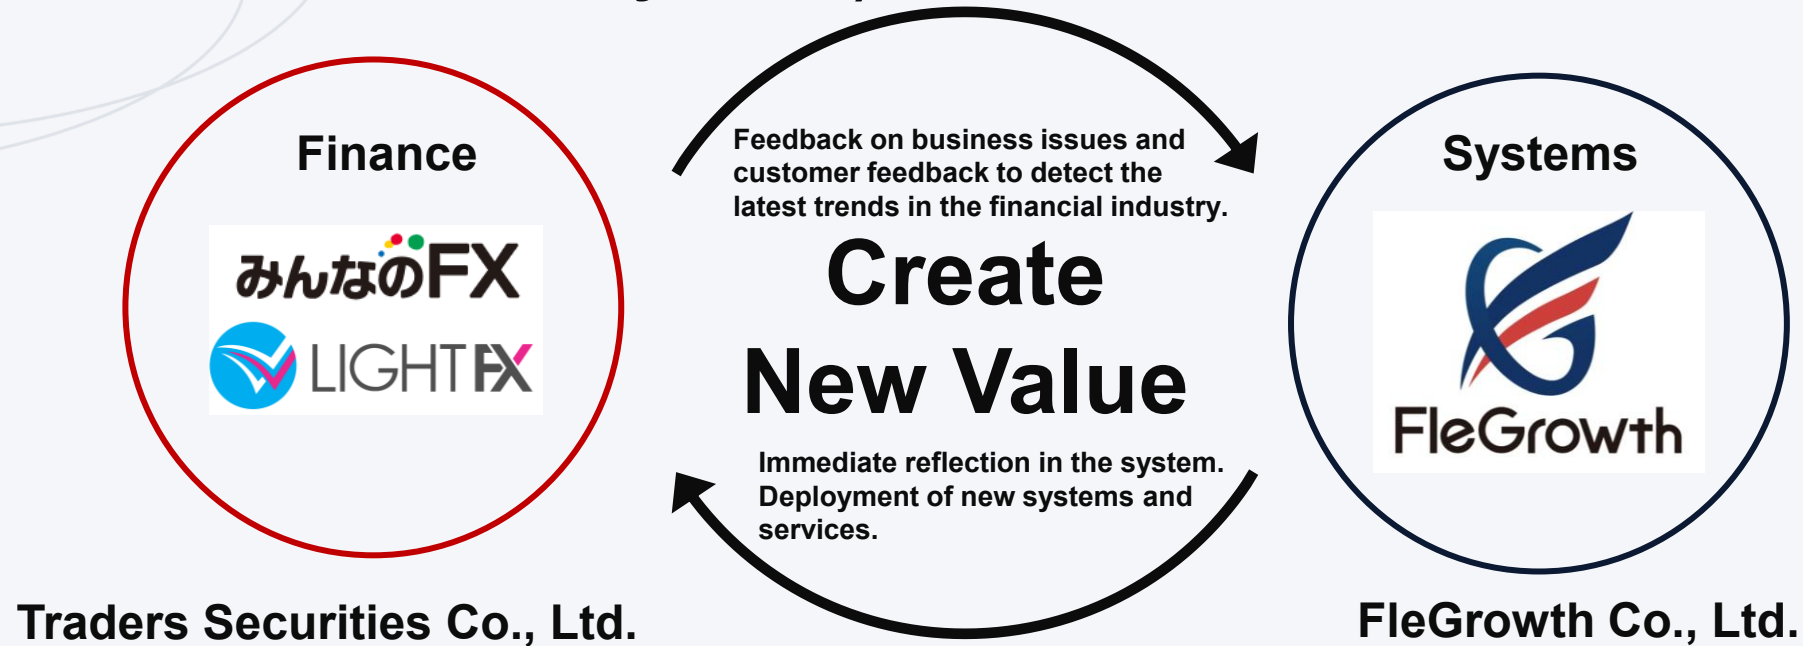 Finance
みんなのFX
LIGHT FX
Traders Securities Co., Ltd.
Feedback on business issues and
customer feedback to detect the
latest trends in the financial industry.
Create
New Value
Immediate reflection in the system.
Deployment of new systems and
services.
Systems
FleGrowth
FleGrowth Co., Ltd.